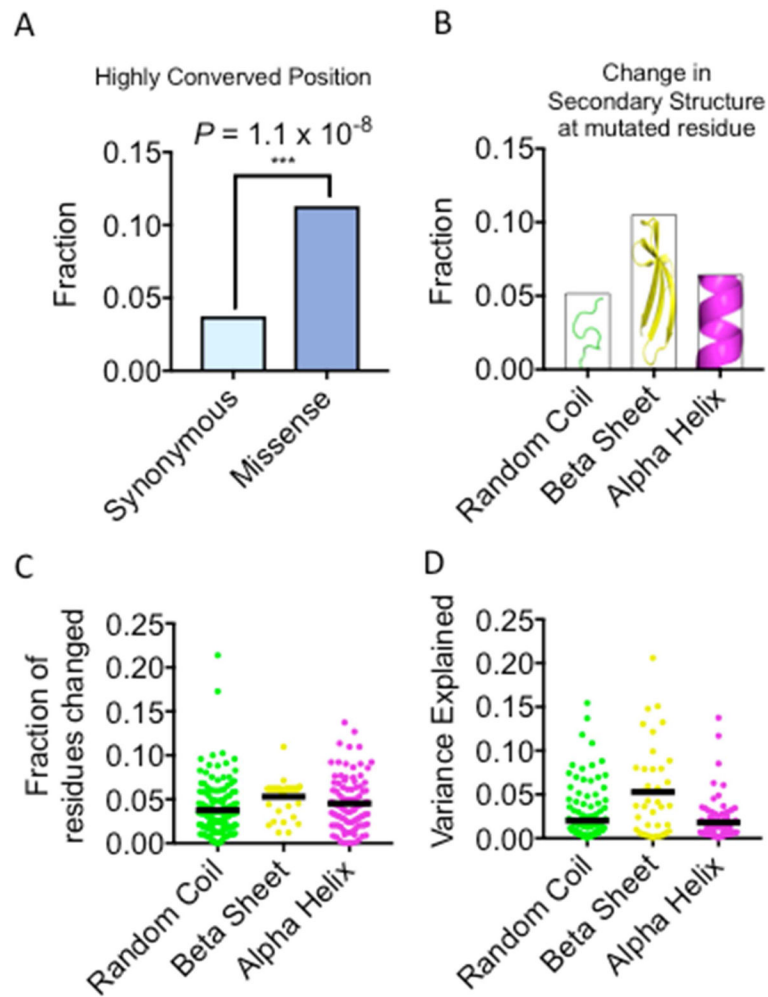 A
Highly Converved Position
P = 1.1 x 10-8
***
0.15
0.10
0.05
0.00
Fraction
Synonymous
Missense
B
Change in
Secondary Structure
at mutated residue
0.15
0.10
0.05
0.00
Fraction
Random Coil
Beta Sheet
Alpha Helix
C
Fraction of
residues changed
0.25
0.20
0.15
0.10
0.05
0.00
Random Coil
Beta Sheet
Alpha Helix
D
Variance Explained
0.25
0.20
0.15
0.10
0.05
0.00
Random Coil
Beta Sheet
Alpha Helix